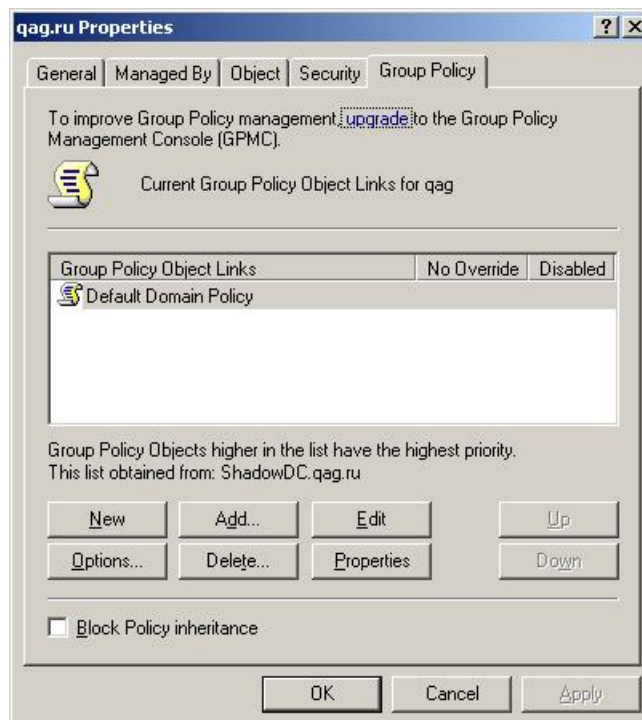 qag.ru Properties
General Managed By Object Security Group Policy
To improve Group Policy management, upgrade to the Group Policy
Management Console (GPMC).
Current Group Policy Object Links for qag
Group Policy Object Links No Override Disabled
Default Domain Policy
Group Policy Objects higher in the list have the highest priority.
This list obtained from: ShadowDC.qag.ru
New Add... Edit Up
Options... Delete... Properties Down
Block Policy inheritance
OK Cancel Apply